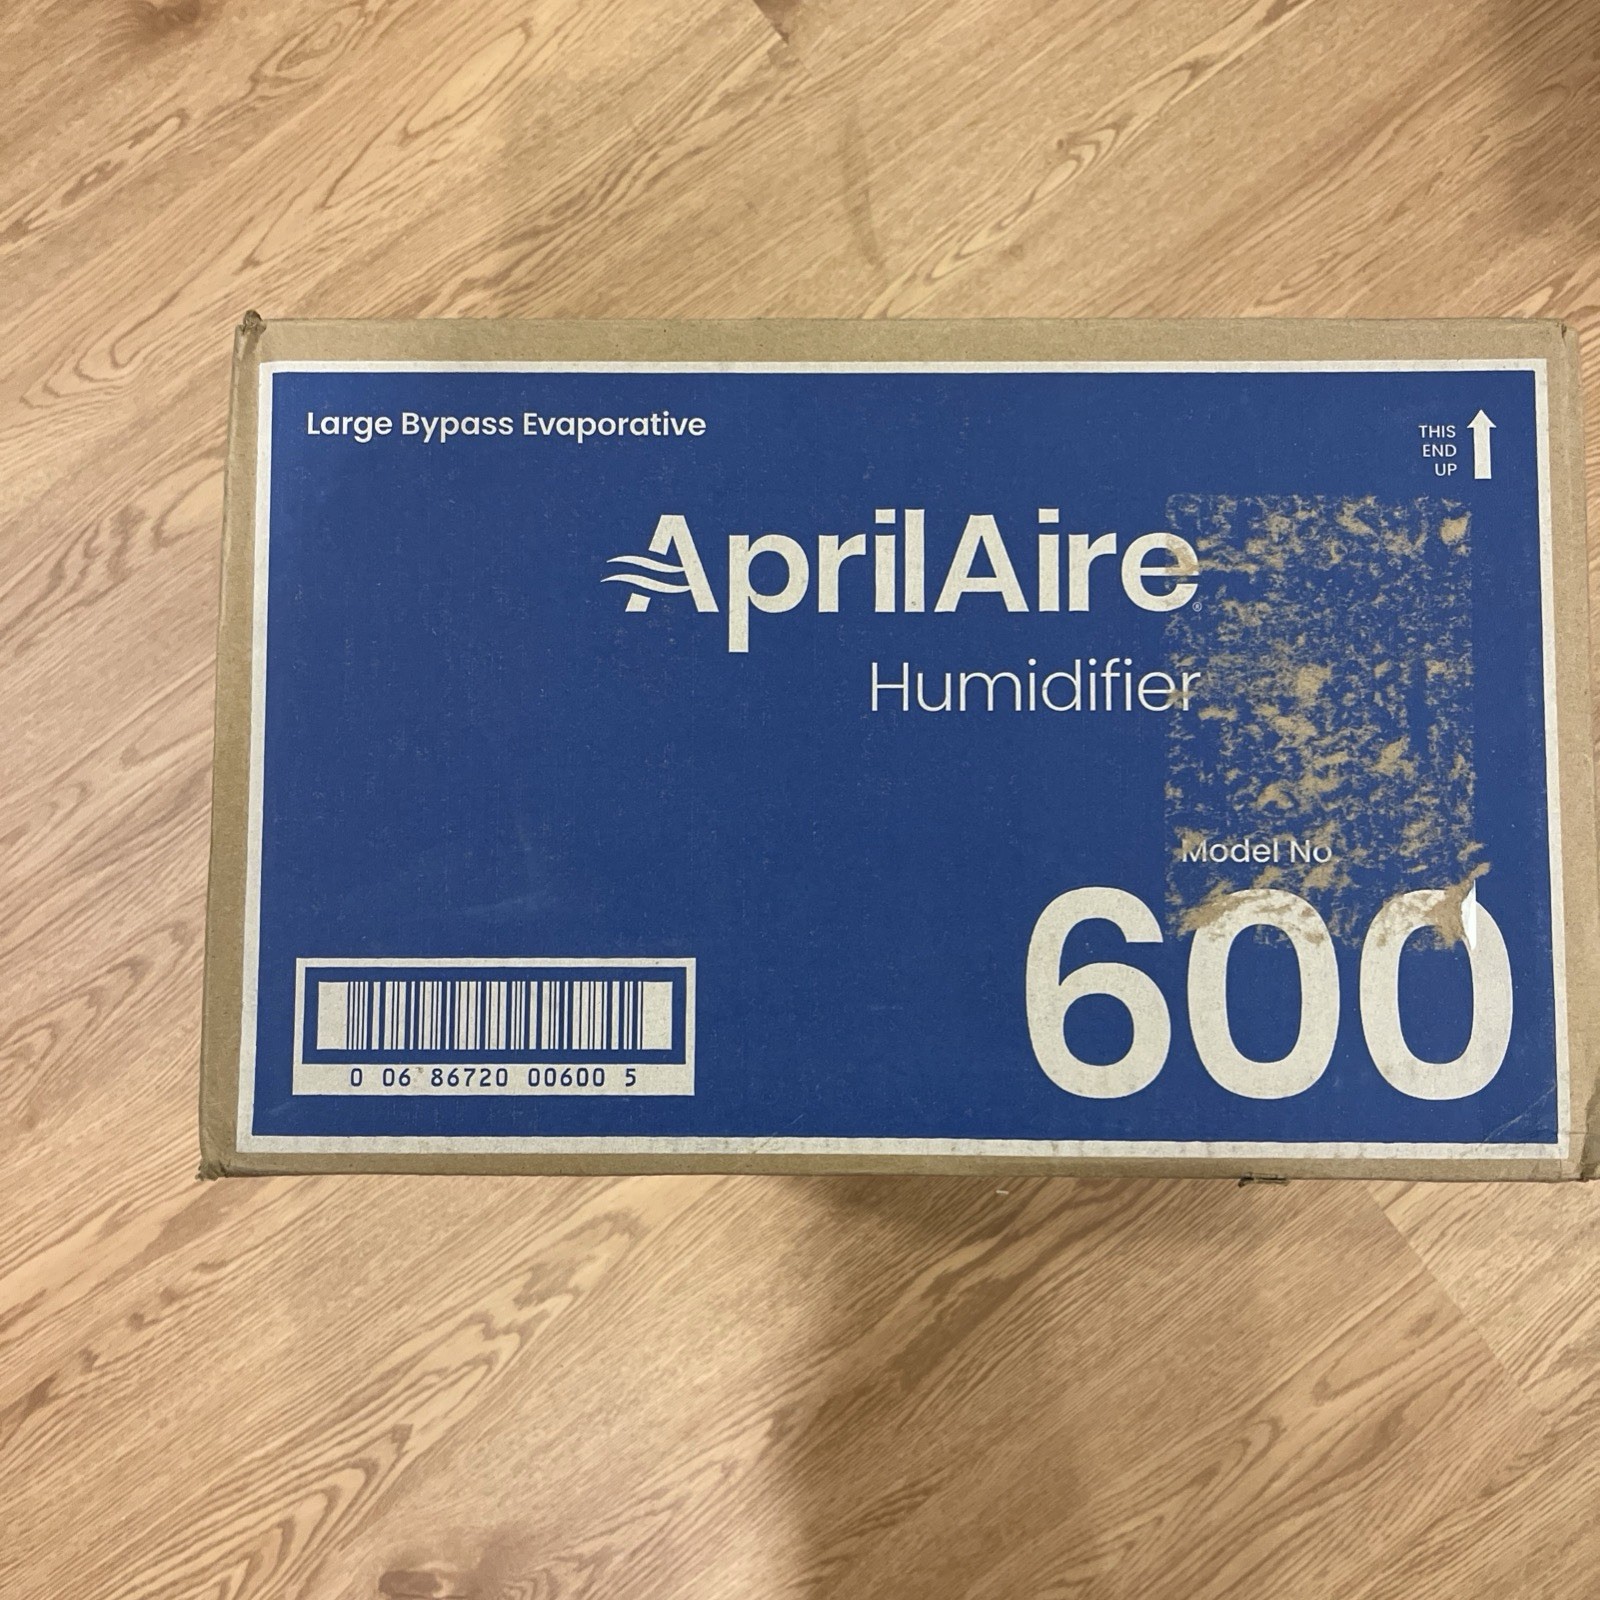 Large Bypass Evaporative
THIS
END
UP
AprilAire®
Humidifier
Model No
600
0 06 86720 00600 5